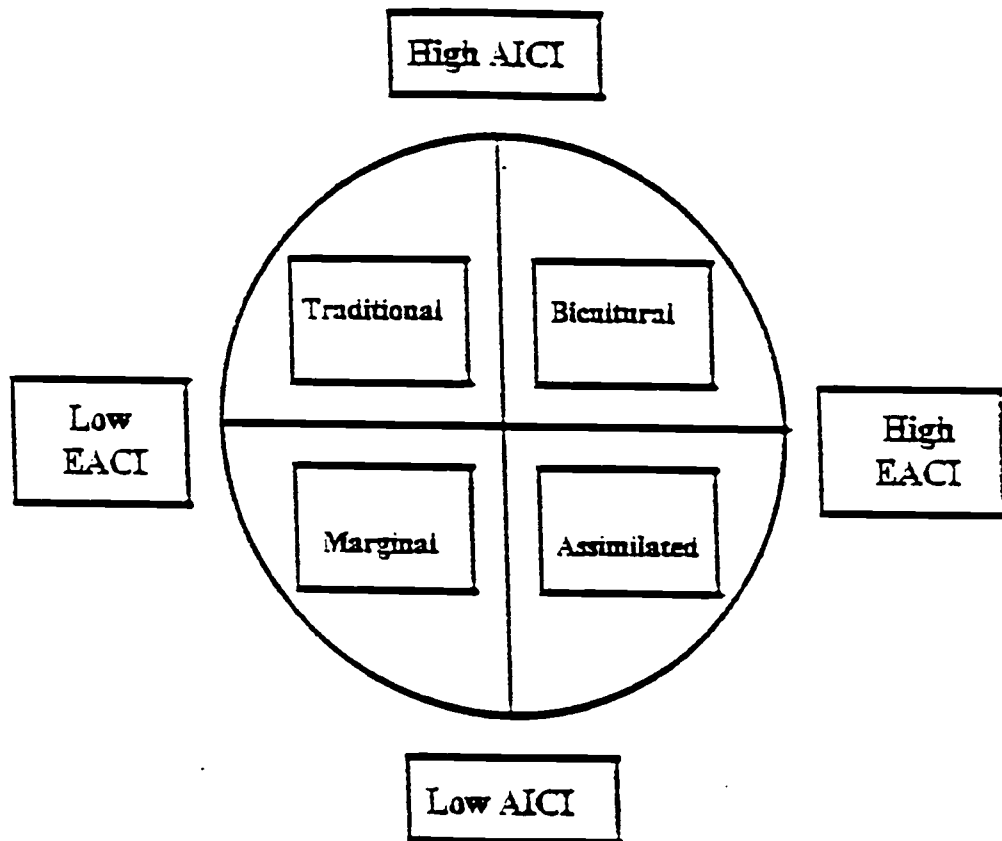 High AICI
Traditional
Bicultural
Low
EACI
High
EACI
Marginal
Assimilated
Low AICI